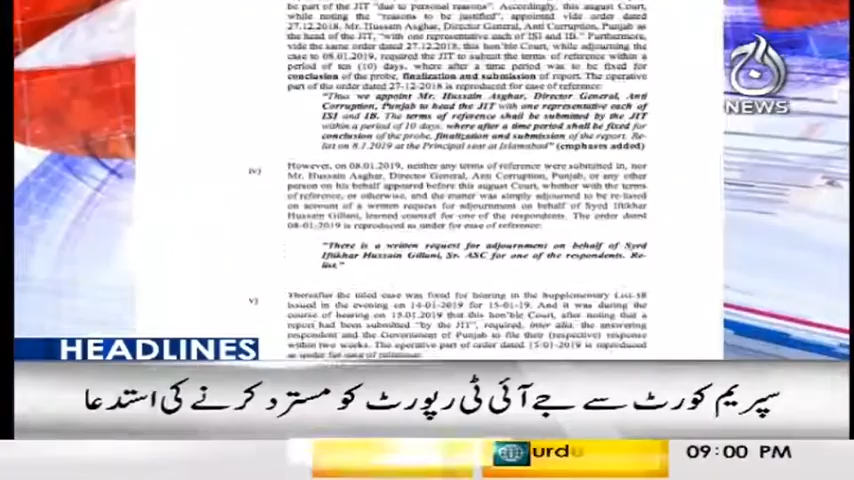 be part of the JIT "due to personal reasons". Accordingly, this august Court,
while noting the "reasons to be justified", appointed vide order dated
27.12.2018, Mr. Hussain Asghar, Director General, Anti Corruption, Punjab as
the head of the JIT, "with one representative each of ISI and IB." Furthermore,
vide the same order dated 27.12.2018, this hon'ble Court, while adjourning the
case to 08.01.2019, required the JIT to submit the terms of reference within a
period of ten (10) days, where after a time period was to be fixed for
conclusion of the probe, finalization and submission of report. The operative
part of the order dated 27-12-2018 is reproduced for ease of reference:
"Thus we appoint Mr. Hussain Asghar, Director General, Anti
Corruption, Punjab to head the JIT with one representative each of
ISI and IB. The terms of reference shall be submitted by the JIT
within a period of 10 days, where after a time period shall be fixed for
conclusion of the probe, finalization and submission of the report. Re-
list on 8.1.2019 at the Principal seat at Islamabad" (emphases added)
iv) However, on 08.01.2019, neither any terms of reference were submitted in, nor
Mr. Hussain Asghar, Director General, Anti Corruption, Punjab, or any other
person on his behalf appeared before this august Court, whether with the terms
of reference, or otherwise, and the matter was simply adjourned to be re-listed
on account of a written request for adjournment on behalf of Syed Iftikhar
Hussain Gillani, learned counsel for one of the respondents. The order dated
08-01-2019 is reproduced as under for ease of reference:
"There is a written request for adjournment on behalf of Syed
Iftikhar Hussain Gillani, Sr. ASC for one of the respondents. Re-
list."
v) Thereafter the titled case was fixed for hearing in the Supplementary List-38
issued in the evening on 14-01-2019 for 15-01-19. And it was during the
course of hearing on 15.01.2019 that this hon'ble Court, after noting that a
report had been submitted "by the JIT", required, inter alia, the answering
respondent and the Government of Punjab to file their (respective) response
within two weeks. The operative part of order dated 15-01-2019 is reproduced
as under for ease of reference:
آج
NEWS
HEADLINES
سپریم کورٹ سے جے آئی ٹی رپورٹ کو مسترد کرنے کی استدعا
urdu
09:00 PM